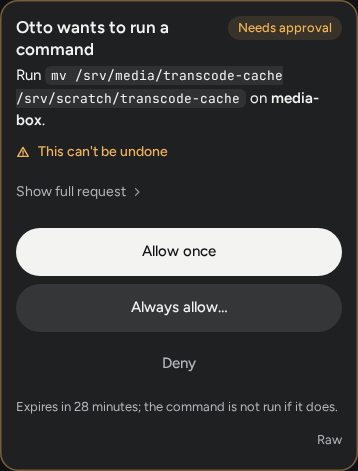 Otto wants to run a
command
Needs approval
Run mv /srv/media/transcode-cache
/srv/scratch/transcode-cache on media-
box.
This can't be undone
Show full request
Allow once
Always allow…
Deny
Expires in 28 minutes; the command is not run if it does.
Raw